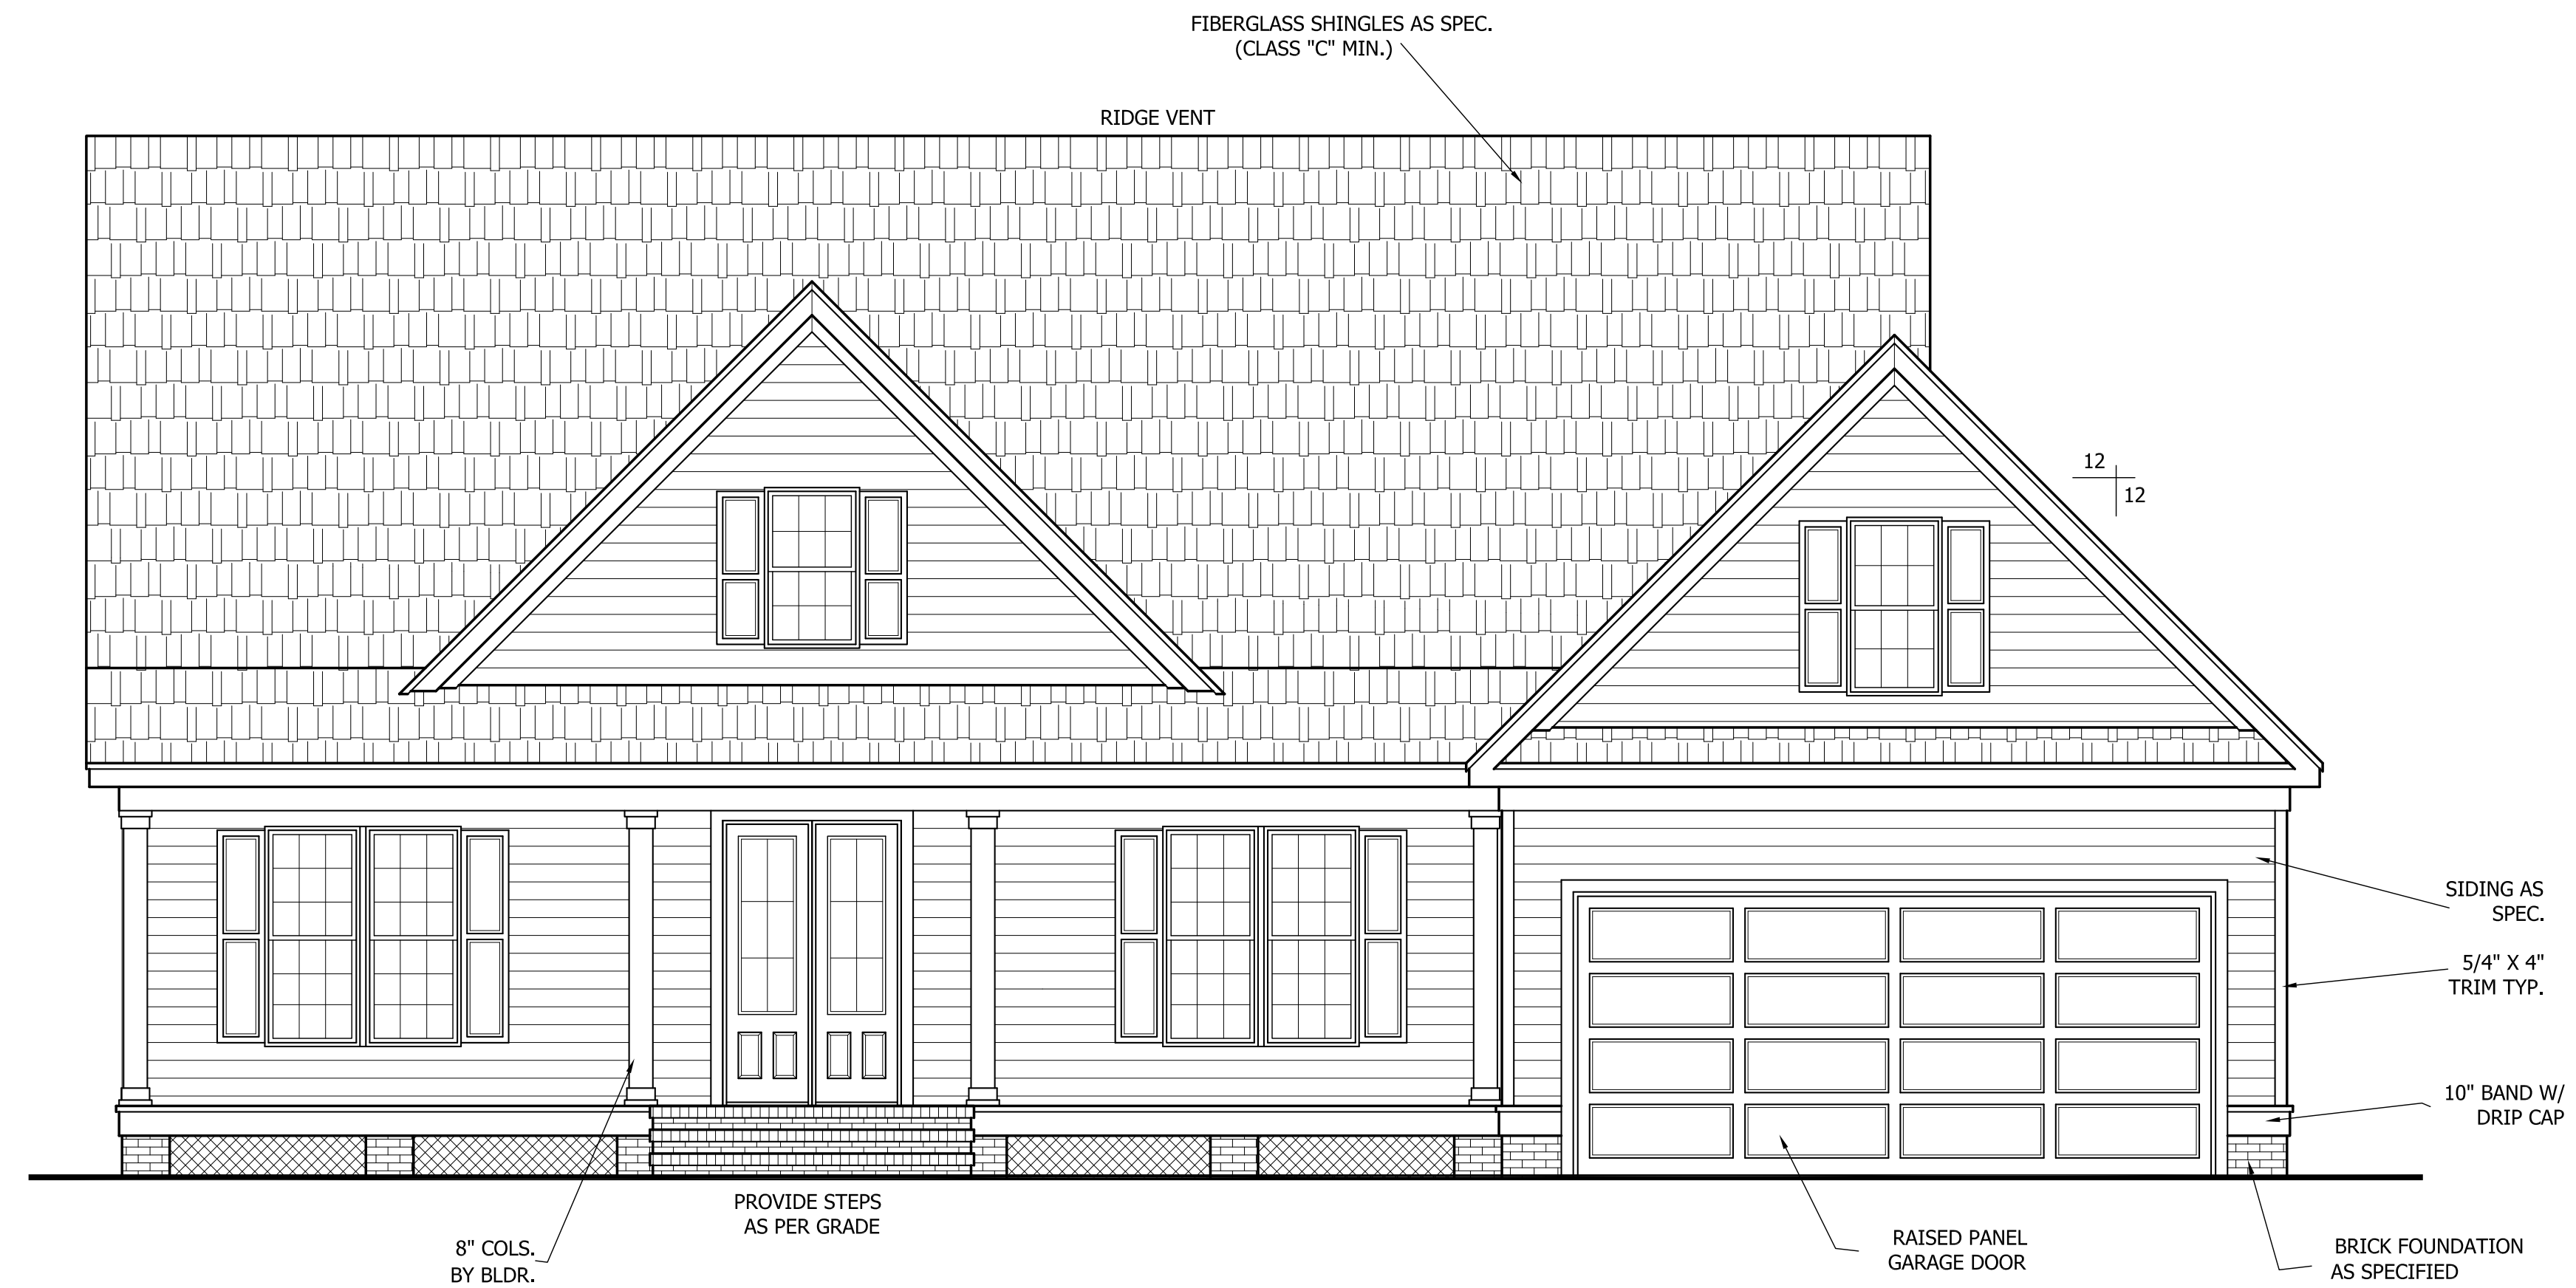 FIBERGLASS SHINGLES AS SPEC.
(CLASS "C" MIN.)
RIDGE VENT
12
12
SIDING AS
SPEC.
5/4" X 4"
TRIM TYP.
10" BAND W/
DRIP CAP
PROVIDE STEPS
AS PER GRADE
8" COLS.
BY BLDR.
RAISED PANEL
GARAGE DOOR
BRICK FOUNDATION
AS SPECIFIED